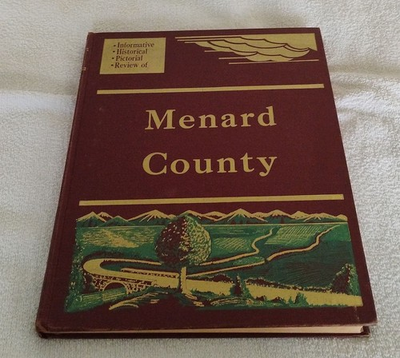 • Informative
• Historical
• Pictorial
• Review of
Menard
County